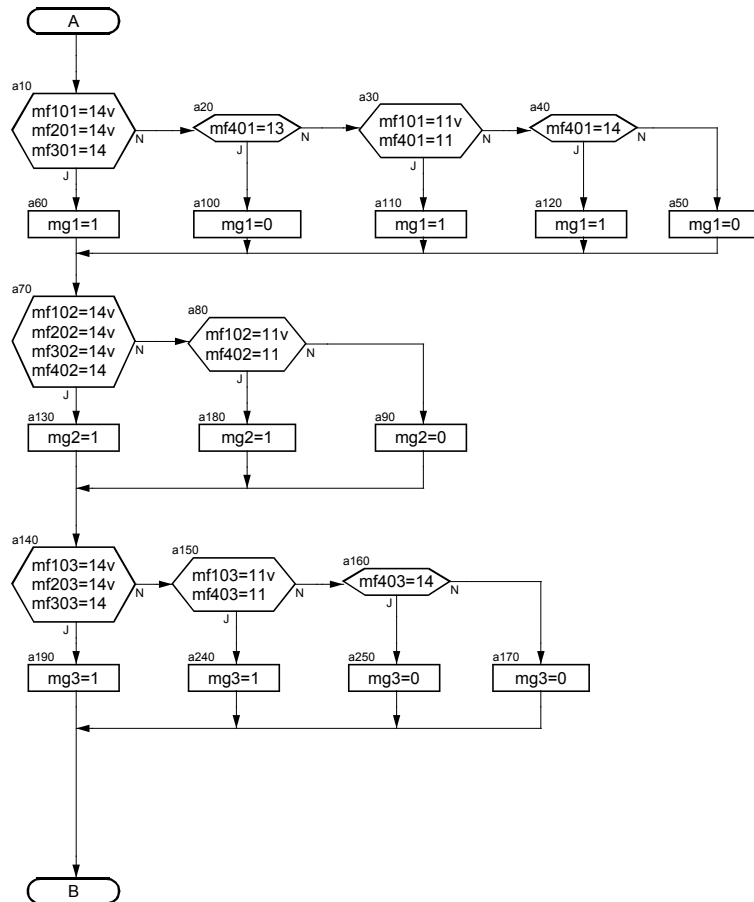 A
a10
mf101=14v
mf201=14v
mf301=14
N
J
a20
mf401=13
N
J
a30
mf101=11v
mf401=11
N
J
a40
mf401=14
N
J
a60
mg1=1
a100
mg1=0
a110
mg1=1
a120
mg1=1
a50
mg1=0
a70
mf102=14v
mf202=14v
mf302=14v
mf402=14
N
J
a80
mf102=11v
mf402=11
N
J
a130
mg2=1
a180
mg2=1
a90
mg2=0
a140
mf103=14v
mf203=14v
mf303=14
N
J
a150
mf103=11v
mf403=11
N
J
a160
mf403=14
N
J
a190
mg3=1
a240
mg3=1
a250
mg3=0
a170
mg3=0
B